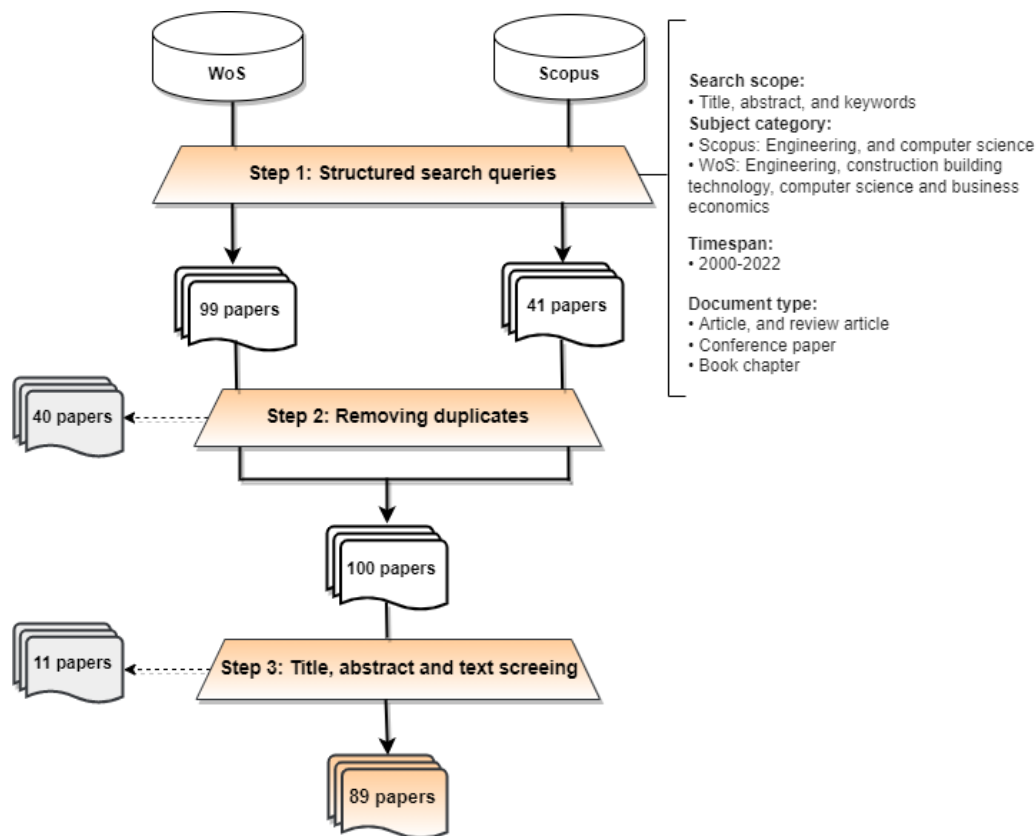 WoS
Scopus
Search scope:
• Title, abstract, and keywords
Subject category:
• Scopus: Engineering, and computer science
• WoS: Engineering, construction building
technology, computer science and business
economics
Timespan:
• 2000-2022
Document type:
• Article, and review article
• Conference paper
• Book chapter
Step 1: Structured search queries
99 papers
41 papers
Step 2: Removing duplicates
40 papers
100 papers
Step 3: Title, abstract and text screeing
11 papers
89 papers